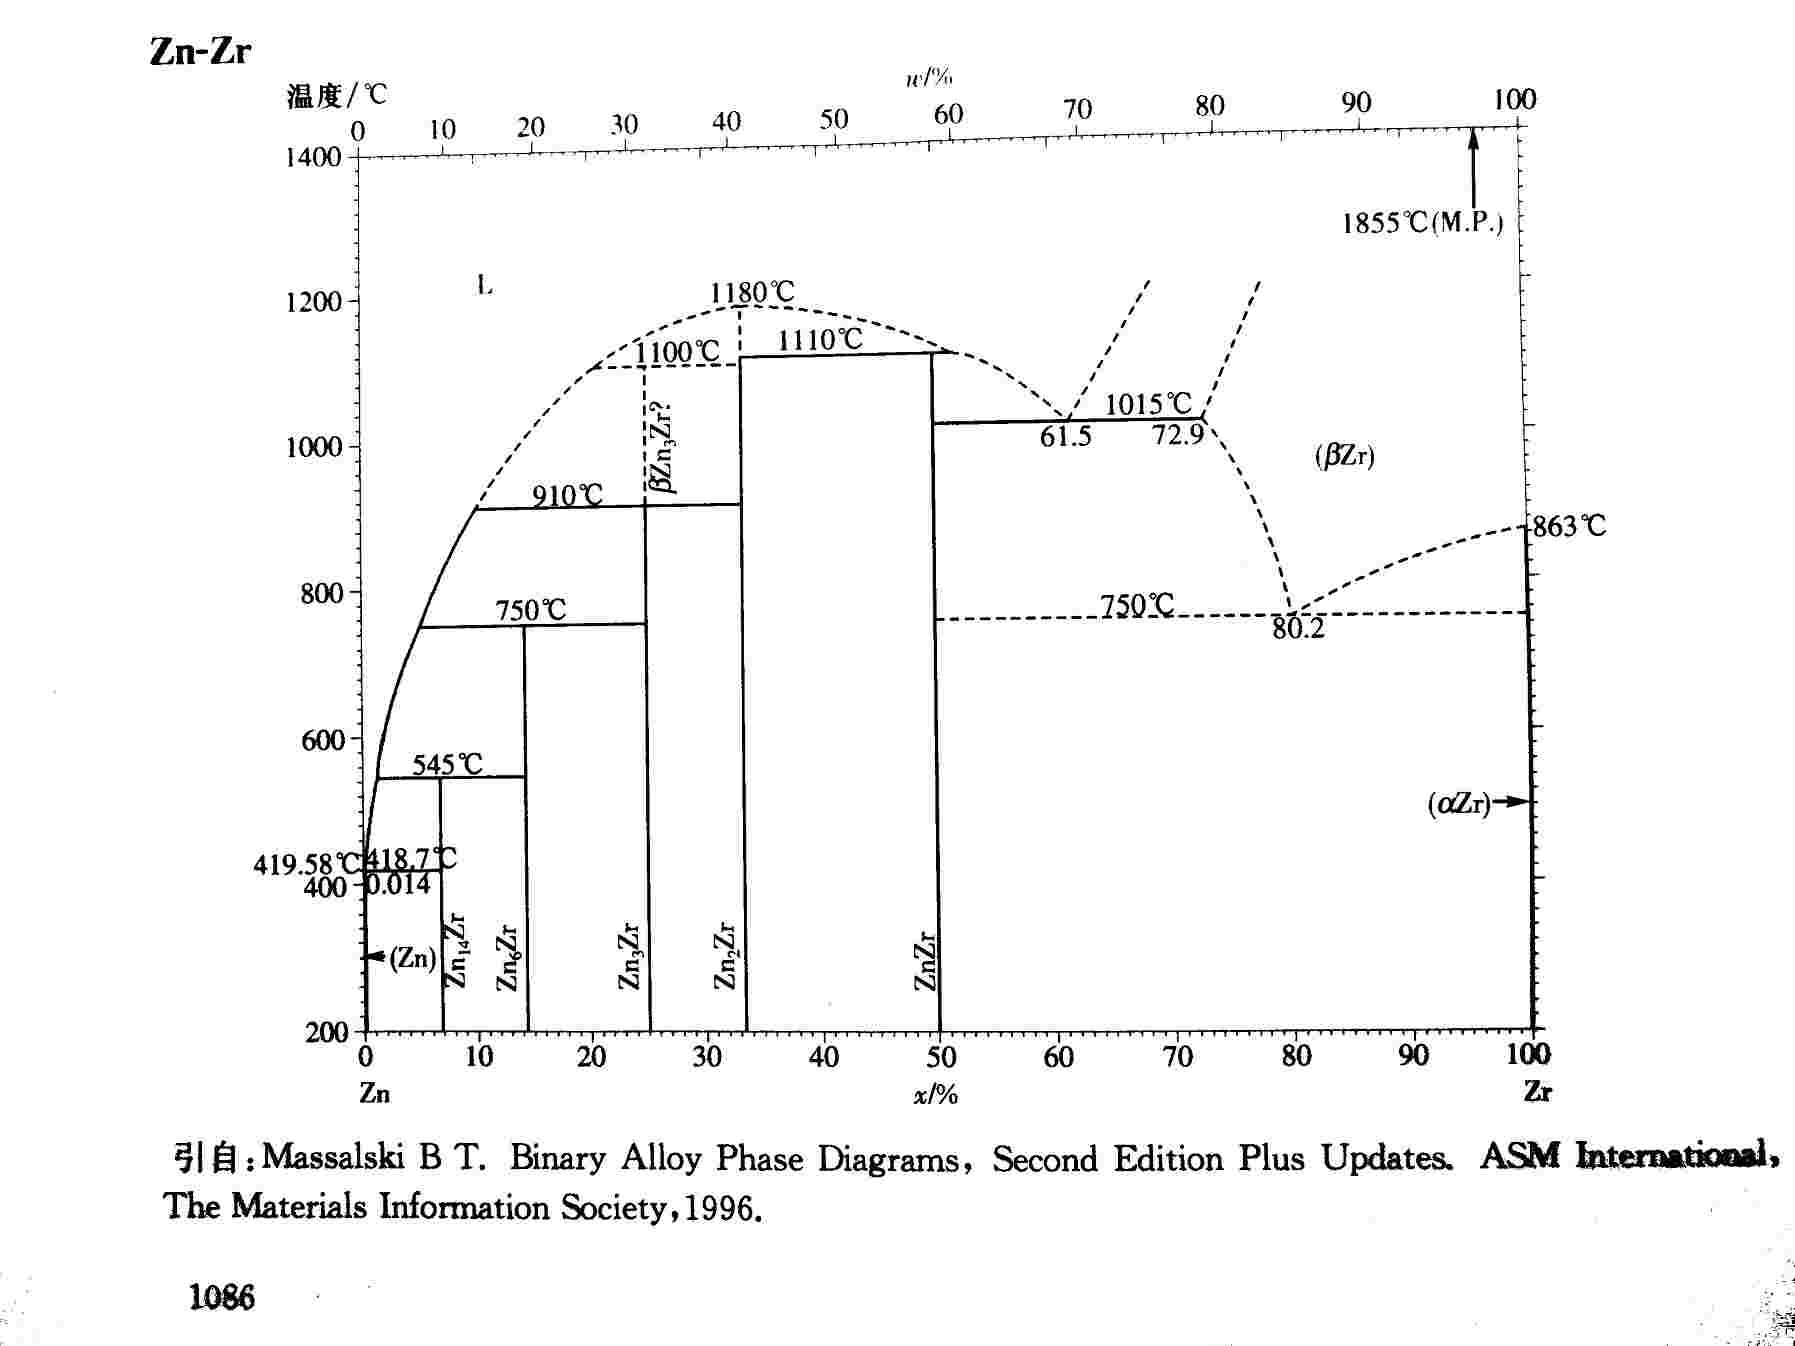 Zn-Zr
w/%
温度/℃
0 10 20 30 40 50 60 70 80 90 100
1400
1855℃(M.P.)
L
1180℃
1200
1110℃
1100℃
1015℃
61.5 72.9
βZn₃Zr?
1000
(βZr)
910℃
863℃
800
750℃
750℃
80.2
600
545℃
(αZr)
419.58℃
418.7℃
400
0.014
(Zn)
Zn₁₄Zr
Zn₆Zr
Zn₃Zr
Zn₂Zr
ZnZr
200
0 10 20 30 40 50 60 70 80 90 100
Zn
x/%
Zr
引自:Massalski B T. Binary Alloy Phase Diagrams, Second Edition Plus Updates. ASM International,
The Materials Information Society,1996.
1086